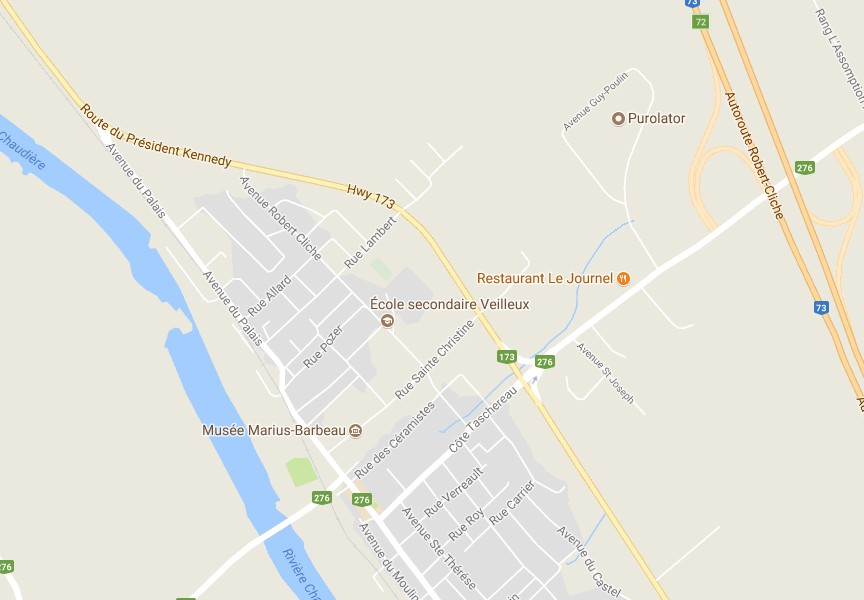 73
72
Rang L'Assomption
Avenue Guy-Poulin
Purolator
Autoroute Robert-Cliche
Route du Président Kennedy
Chaudière
Avenue du Palais
276
Hwy 173
Avenue Robert Cliche
Rue Lambert
Restaurant Le Journel
Avenue du Palais
Rue Allard
École secondaire Veilleux
73
Rue Pozer
Rue Sainte Christine
173
276
Avenue St Joseph
Musée Marius-Barbeau
Rue des Céramistes
Côte Taschereau
276
276
Rue Verreault
Rue Carrier
Rue Roy
Avenue Ste Thérèse
Avenue du Moulin
Avenue du Castel
Rivière Cha
276